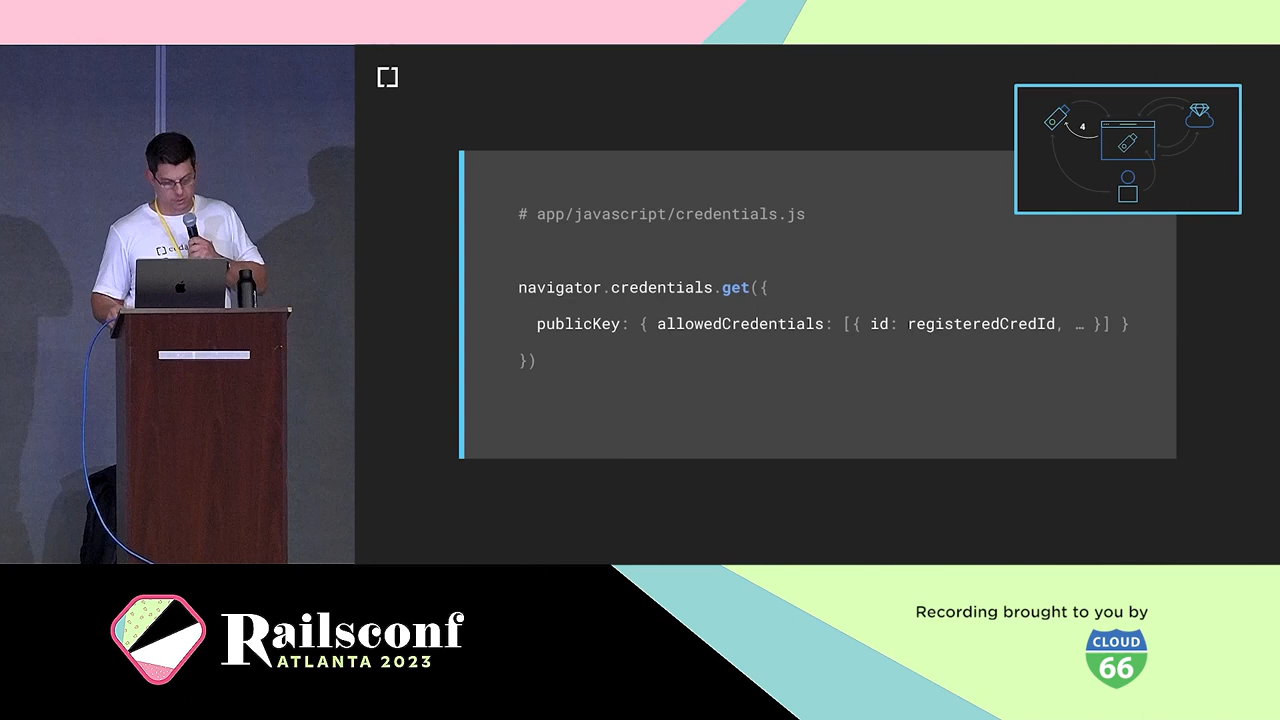 # app/javascript/credentials.js
navigator.credentials.get({
publicKey: { allowedCredentials: [{ id: registeredCredId, … }] }
})
4
Railsconf
ATLANTA 2023
Recording brought to you by
CLOUD
66